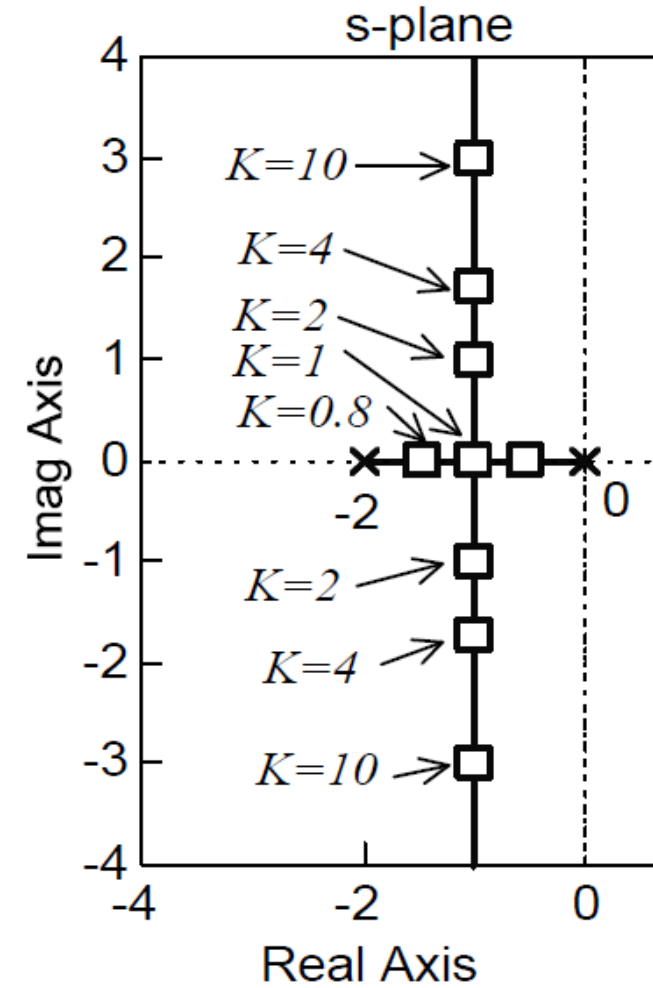 s-plane
4
3
K=10
2
K=4
K=2
1
K=1
K=0.8
0
-2
0
-1
K=2
-2
K=4
-3
K=10
-4
-4
-2
0
Imag Axis
Real Axis